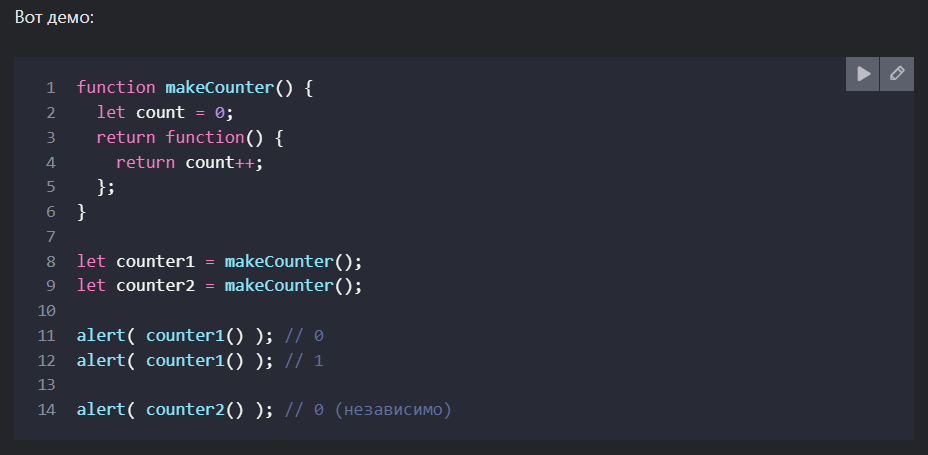 Вот демо:
1 function makeCounter() {
2   let count = 0;
3   return function() {
4     return count++;
5   };
6 }
7
8 let counter1 = makeCounter();
9 let counter2 = makeCounter();
10
11 alert( counter1() ); // 0
12 alert( counter1() ); // 1
13
14 alert( counter2() ); // 0 (независимо)